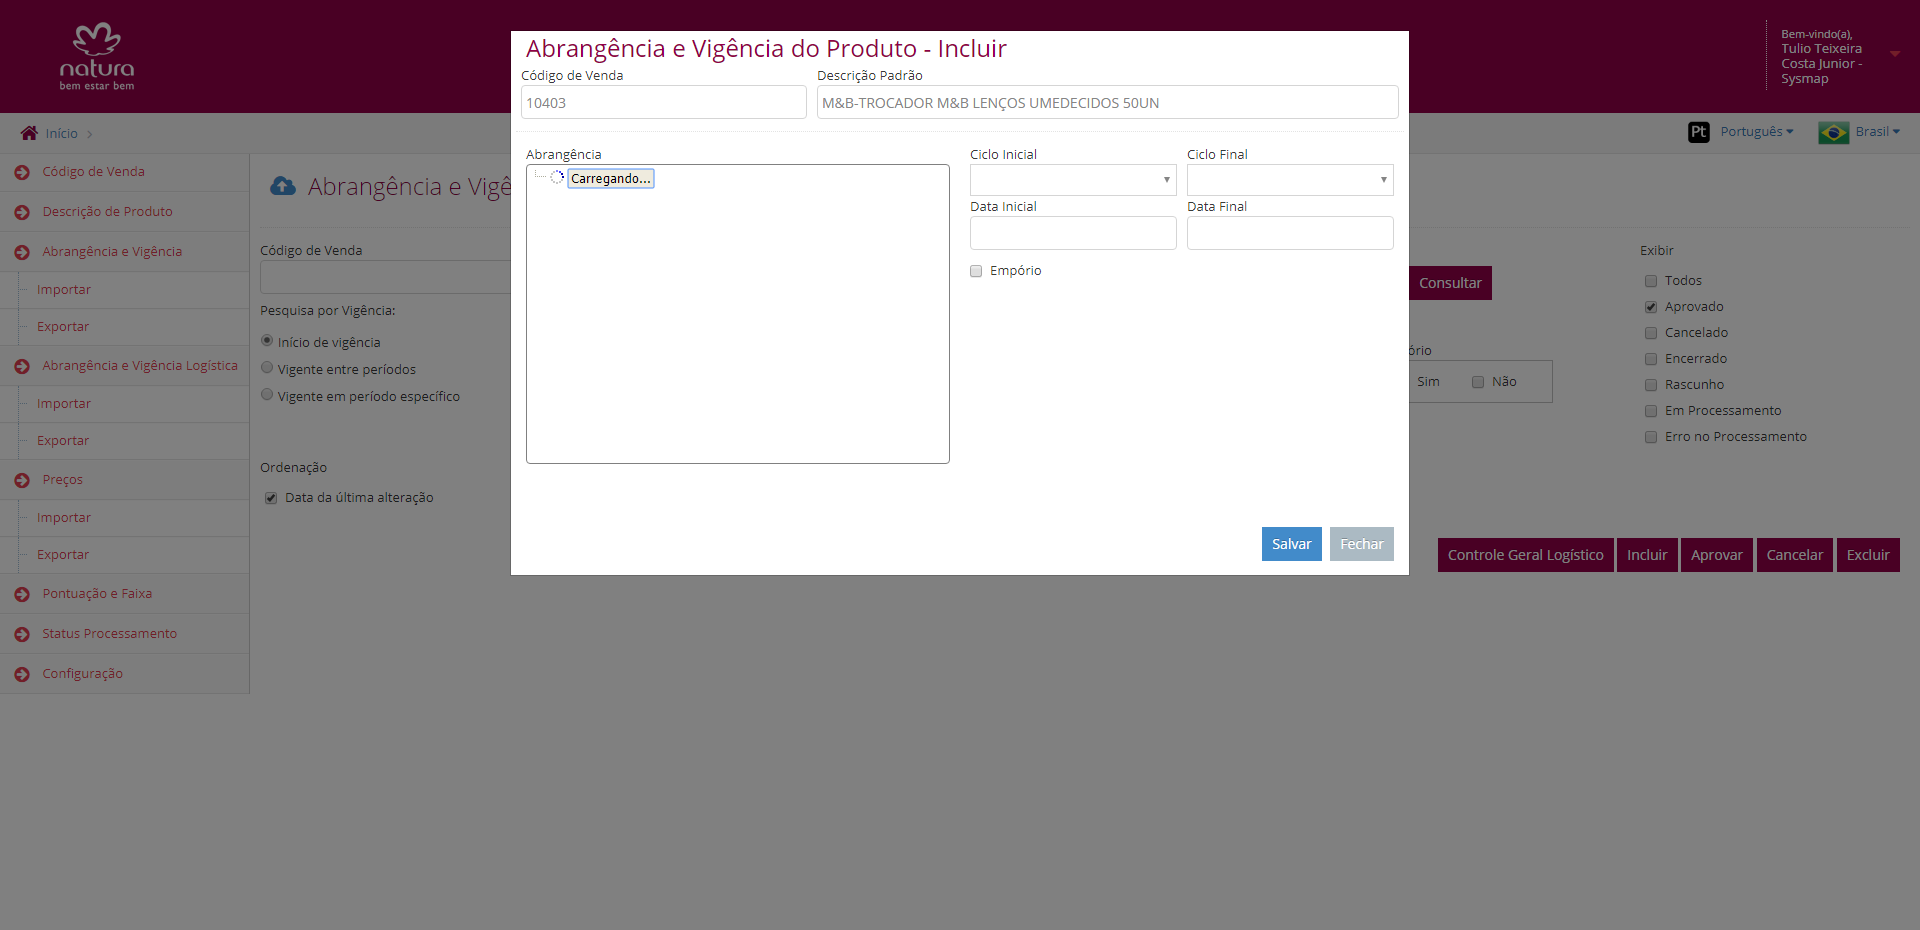 natura
bem estar bem
Bem-vindo(a),
Tulio Teixeira
Costa Junior -
Sysmap
Início
Pt Português
Brasil
Código de Venda
Descrição de Produto
Abrangência e Vigência
Importar
Exportar
Abrangência e Vigência Logística
Importar
Exportar
Preços
Importar
Exportar
Pontuação e Faixa
Status Processamento
Configuração
Abrangência e Vigê
Código de Venda
Pesquisa por Vigência:
Início de vigência
Vigente entre períodos
Vigente em período específico
Ordenação
Data da última alteração
Abrangência e Vigência do Produto - Incluir
Código de Venda
Descrição Padrão
10403
M&B-TROCADOR M&B LENÇOS UMEDECIDOS 50UN
Abrangência
Carregando...
Ciclo Inicial
Ciclo Final
Data Inicial
Data Final
Empório
Salvar
Fechar
Consultar
ório
Sim
Não
Exibir
Todos
Aprovado
Cancelado
Encerrado
Rascunho
Em Processamento
Erro no Processamento
Controle Geral Logístico
Incluir
Aprovar
Cancelar
Excluir